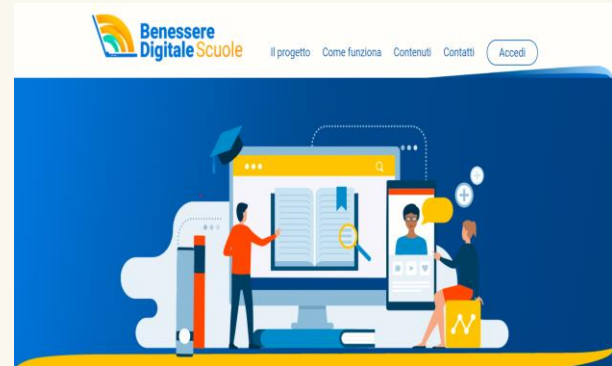 Benessere
Digitale Scuole
Il progetto Come funziona Contenuti Contatti Accedi